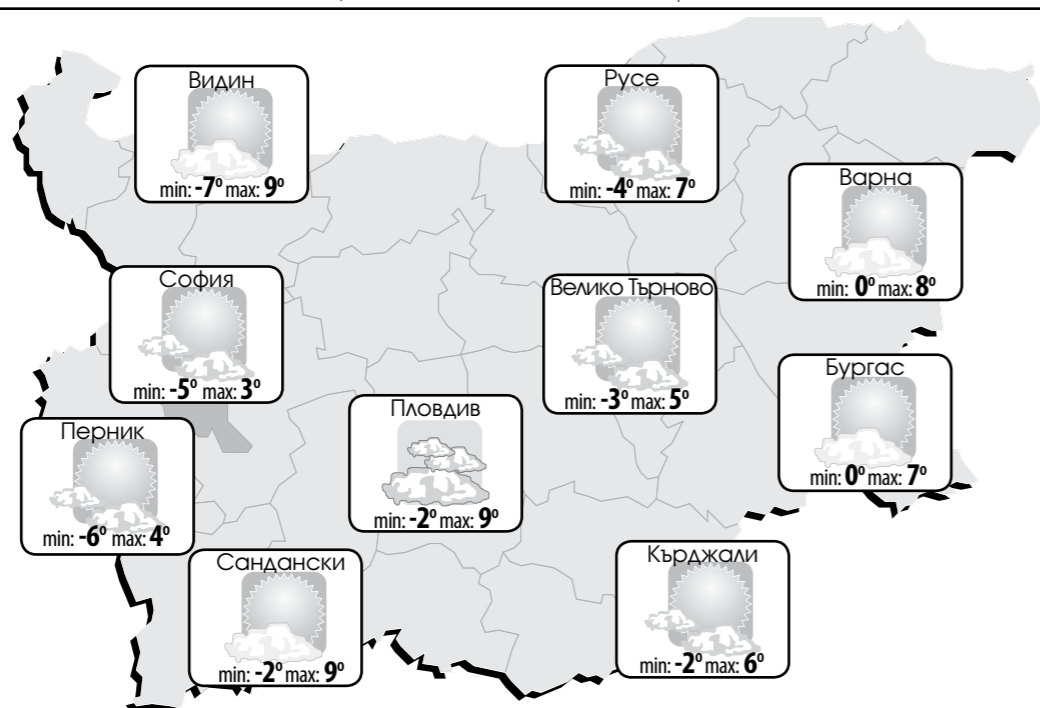 Видин
min: -7° max: 9°
Русе
min: -4° max: 7°
Варна
min: 0° max: 8°
София
min: -5° max: 3°
Велико Търново
min: -3° max: 5°
Бургас
min: 0° max: 7°
Пловдив
min: -2° max: 9°
Перник
min: -6° max: 4°
Сандански
min: -2° max: 9°
Кърджали
min: -2° max: 6°